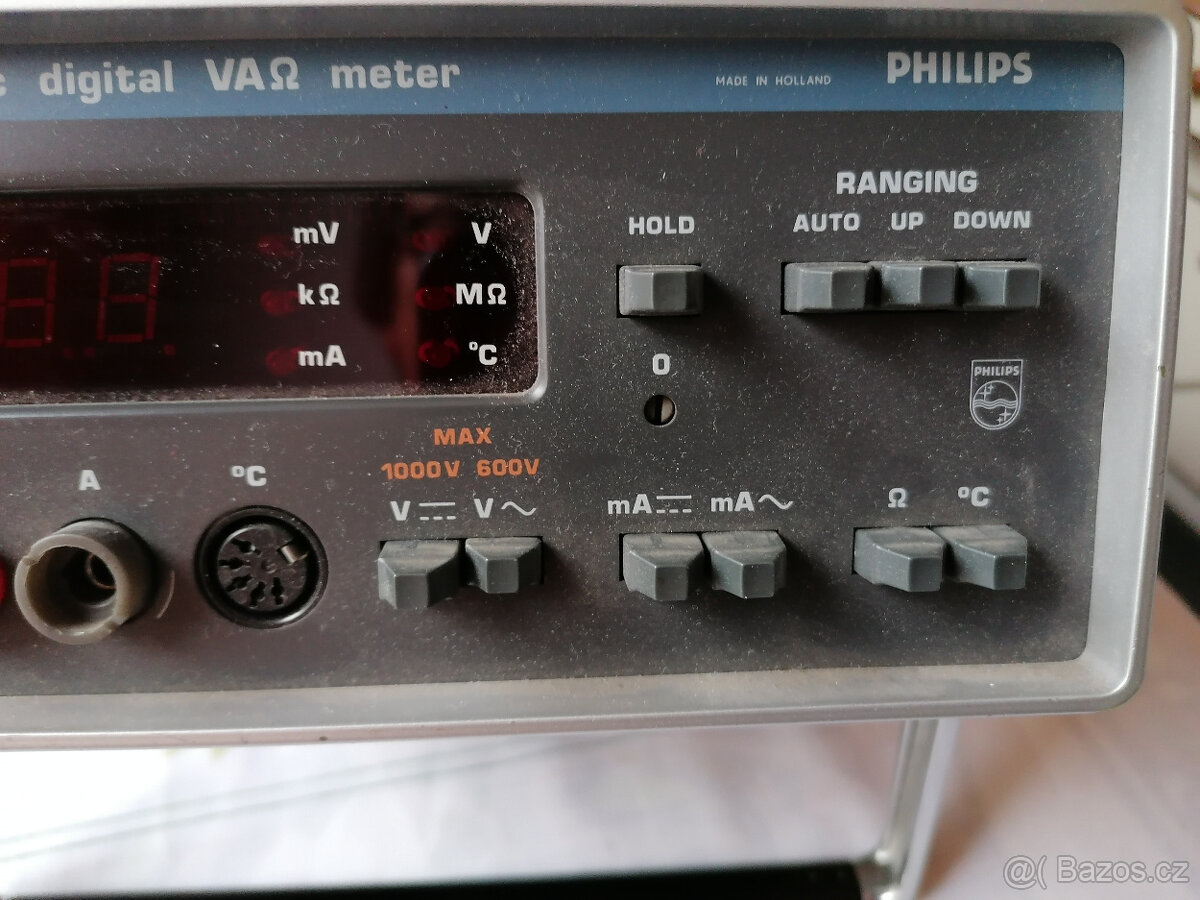 c digital VAΩ meter
MADE IN HOLLAND
PHILIPS
RANGING
HOLD AUTO UP DOWN
mV V
kΩ MΩ
mA °C
O
PHILIPS
MAX
1000V 600V
A °C
V⎓ V~ mA⎓ mA~ Ω °C
@( Bazos.cz